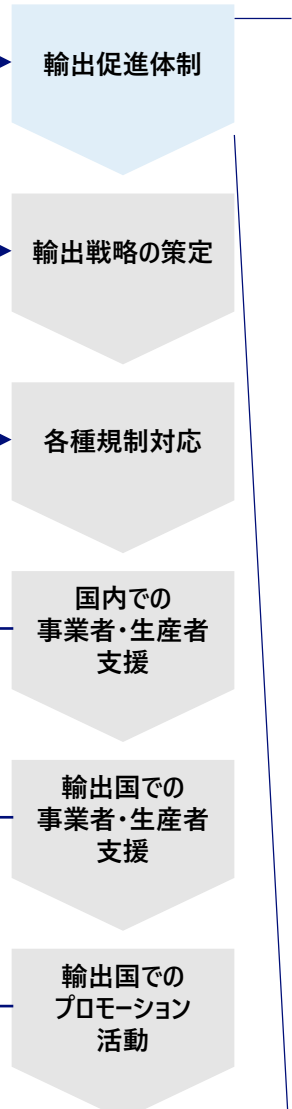 輸出促進体制
輸出戦略の策定
各種規制対応
国内での
事業者・生産者
支援
輸出国での
事業者・生産者
支援
輸出国での
プロモーション
活動